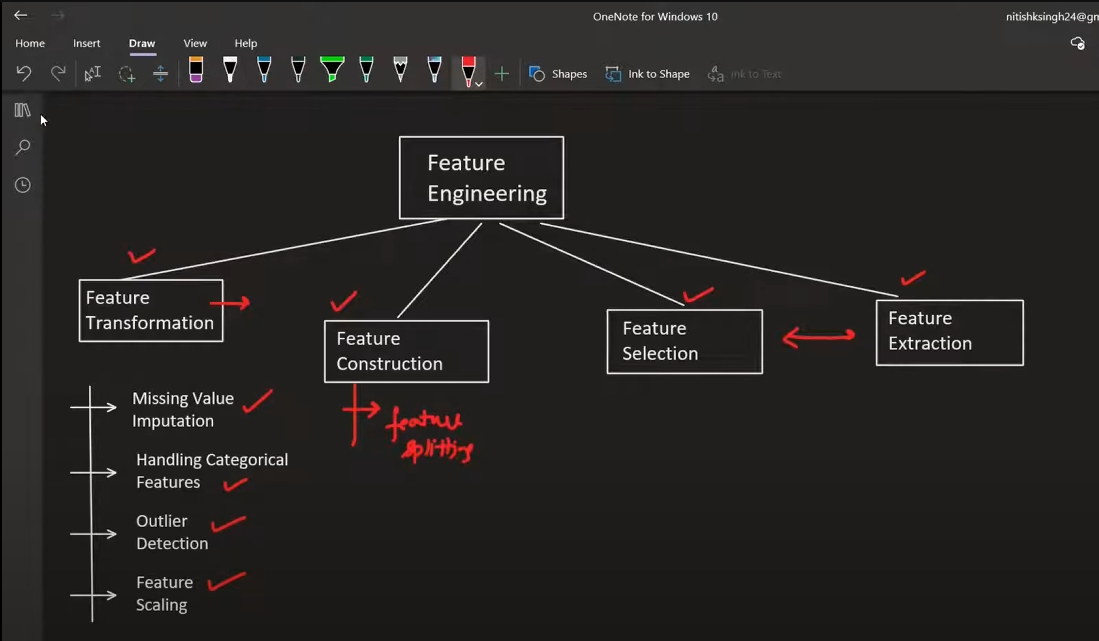 OneNote for Windows 10
nitishksingh24@gm
Home Insert Draw View Help
Shapes Ink to Shape Ink to Text
Feature
Engineering
Feature
Transformation
Feature
Construction
Feature
Selection
Feature
Extraction
Missing Value
Imputation
Handling Categorical
Features
Outlier
Detection
Feature
Scaling
feature
splitting